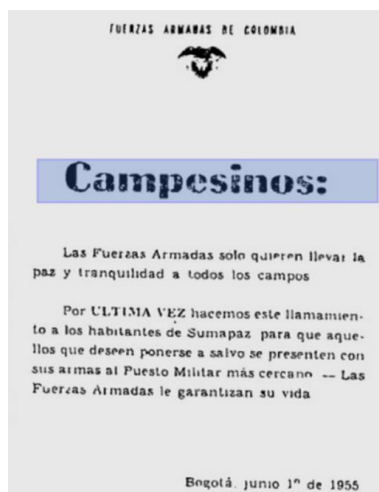 FUERZAS ARMADAS DE COLOMBIA
Campesinos:
Las Fuerzas Armadas solo quieren llevar la
paz y tranquilidad a todos los campos
Por ULTIMA VEZ hacemos este llamamien-
to a los habitantes de Sumapaz para que aque-
llos que deseen ponerse a salvo se presenten con
sus armas al Puesto Militar más cercano -- Las
Fuerzas Armadas le garantizan su vida
Bogotá, junio 1º de 1955